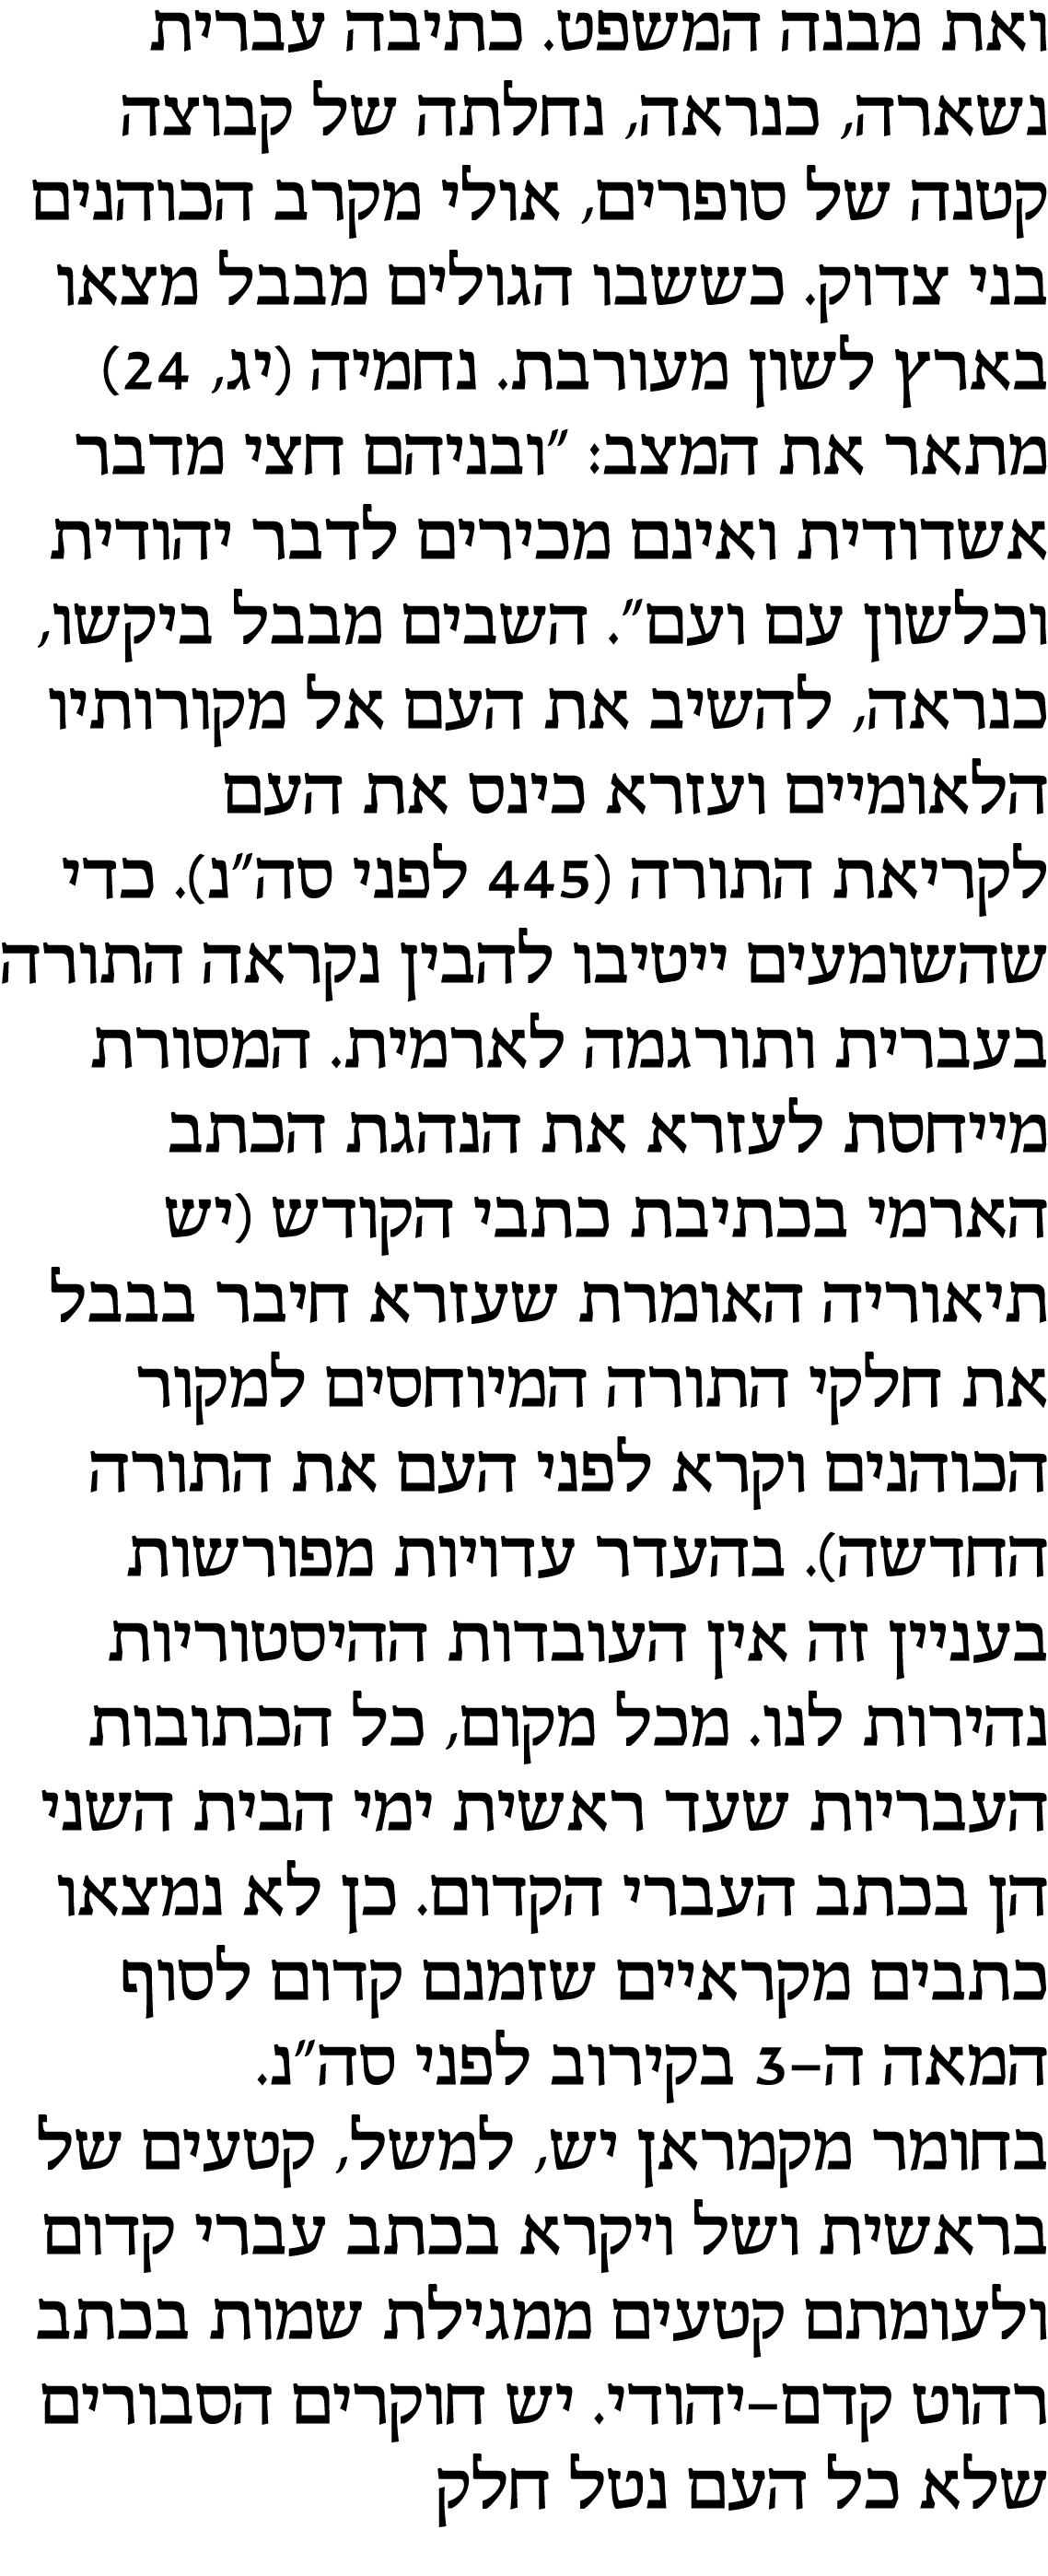 ואת מבנה המשפט. כתיבה עברית
נשארה, כנראה, נחלתה של קבוצה
קטנה של סופרים, אולי מקרב הכוהנים
בני צדוק. כששבו הגולים מבבל מצאו
בארץ לשון מעורבת. נחמיה (יג, 24)
מתאר את המצב: "ובניהם חצי מדבר
אשדודית ואינם מכירים לדבר יהודית
וכלשון עם ועם". השבים מבבל ביקשו,
כנראה, להשיב את העם אל מקורותיו
הלאומיים ועזרא כינס את העם
לקריאת התורה (445 לפני סה"נ). כדי
שהשומעים ייטיבו להבין נקראה התורה
בעברית ותורגמה לארמית. המסורת
מייחסת לעזרא את הנהגת הכתב
הארמי בכתיבת כתבי הקודש (יש
תיאוריה האומרת שעזרא חיבר בבבל
את חלקי התורה המיוחסים למקור
הכוהנים וקרא לפני העם את התורה
החדשה). בהעדר עדויות מפורשות
בעניין זה אין העובדות ההיסטוריות
נהירות לנו. מכל מקום, כל הכתובות
העבריות שעד ראשית ימי הבית השני
הן בכתב העברי הקדום. כן לא נמצאו
כתבים מקראיים שזמנם קדום לסוף
המאה ה-3 בקירוב לפני סה"נ.
בחומר מקמראן יש, למשל, קטעים של
בראשית ושל ויקרא בכתב עברי קדום
ולעומתם קטעים ממגילת שמות בכתב
רהוט קדם-יהודי. יש חוקרים הסבורים
שלא כל העם נטל חלק